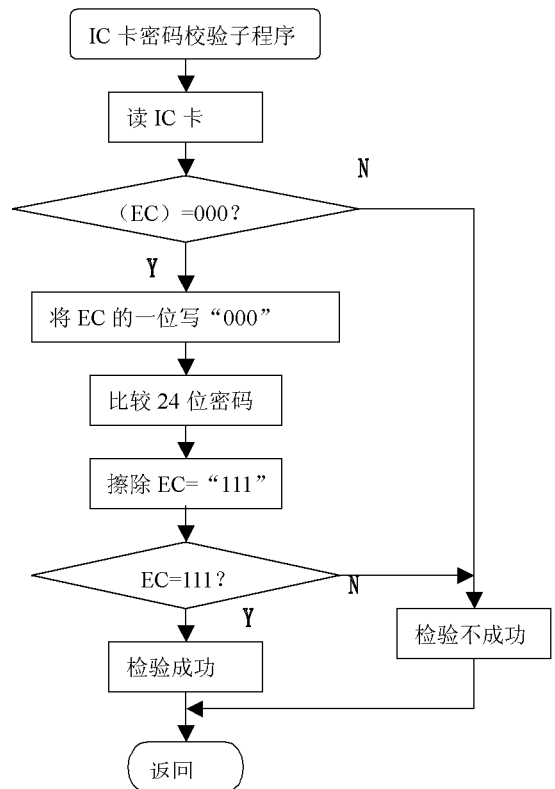 IC 卡密码校验子程序
读 IC 卡
N
（EC）=000？
Y
将 EC 的一位写“000”
比较 24 位密码
擦除 EC=“111”
EC=111？
N
Y
检验不成功
检验成功
返回